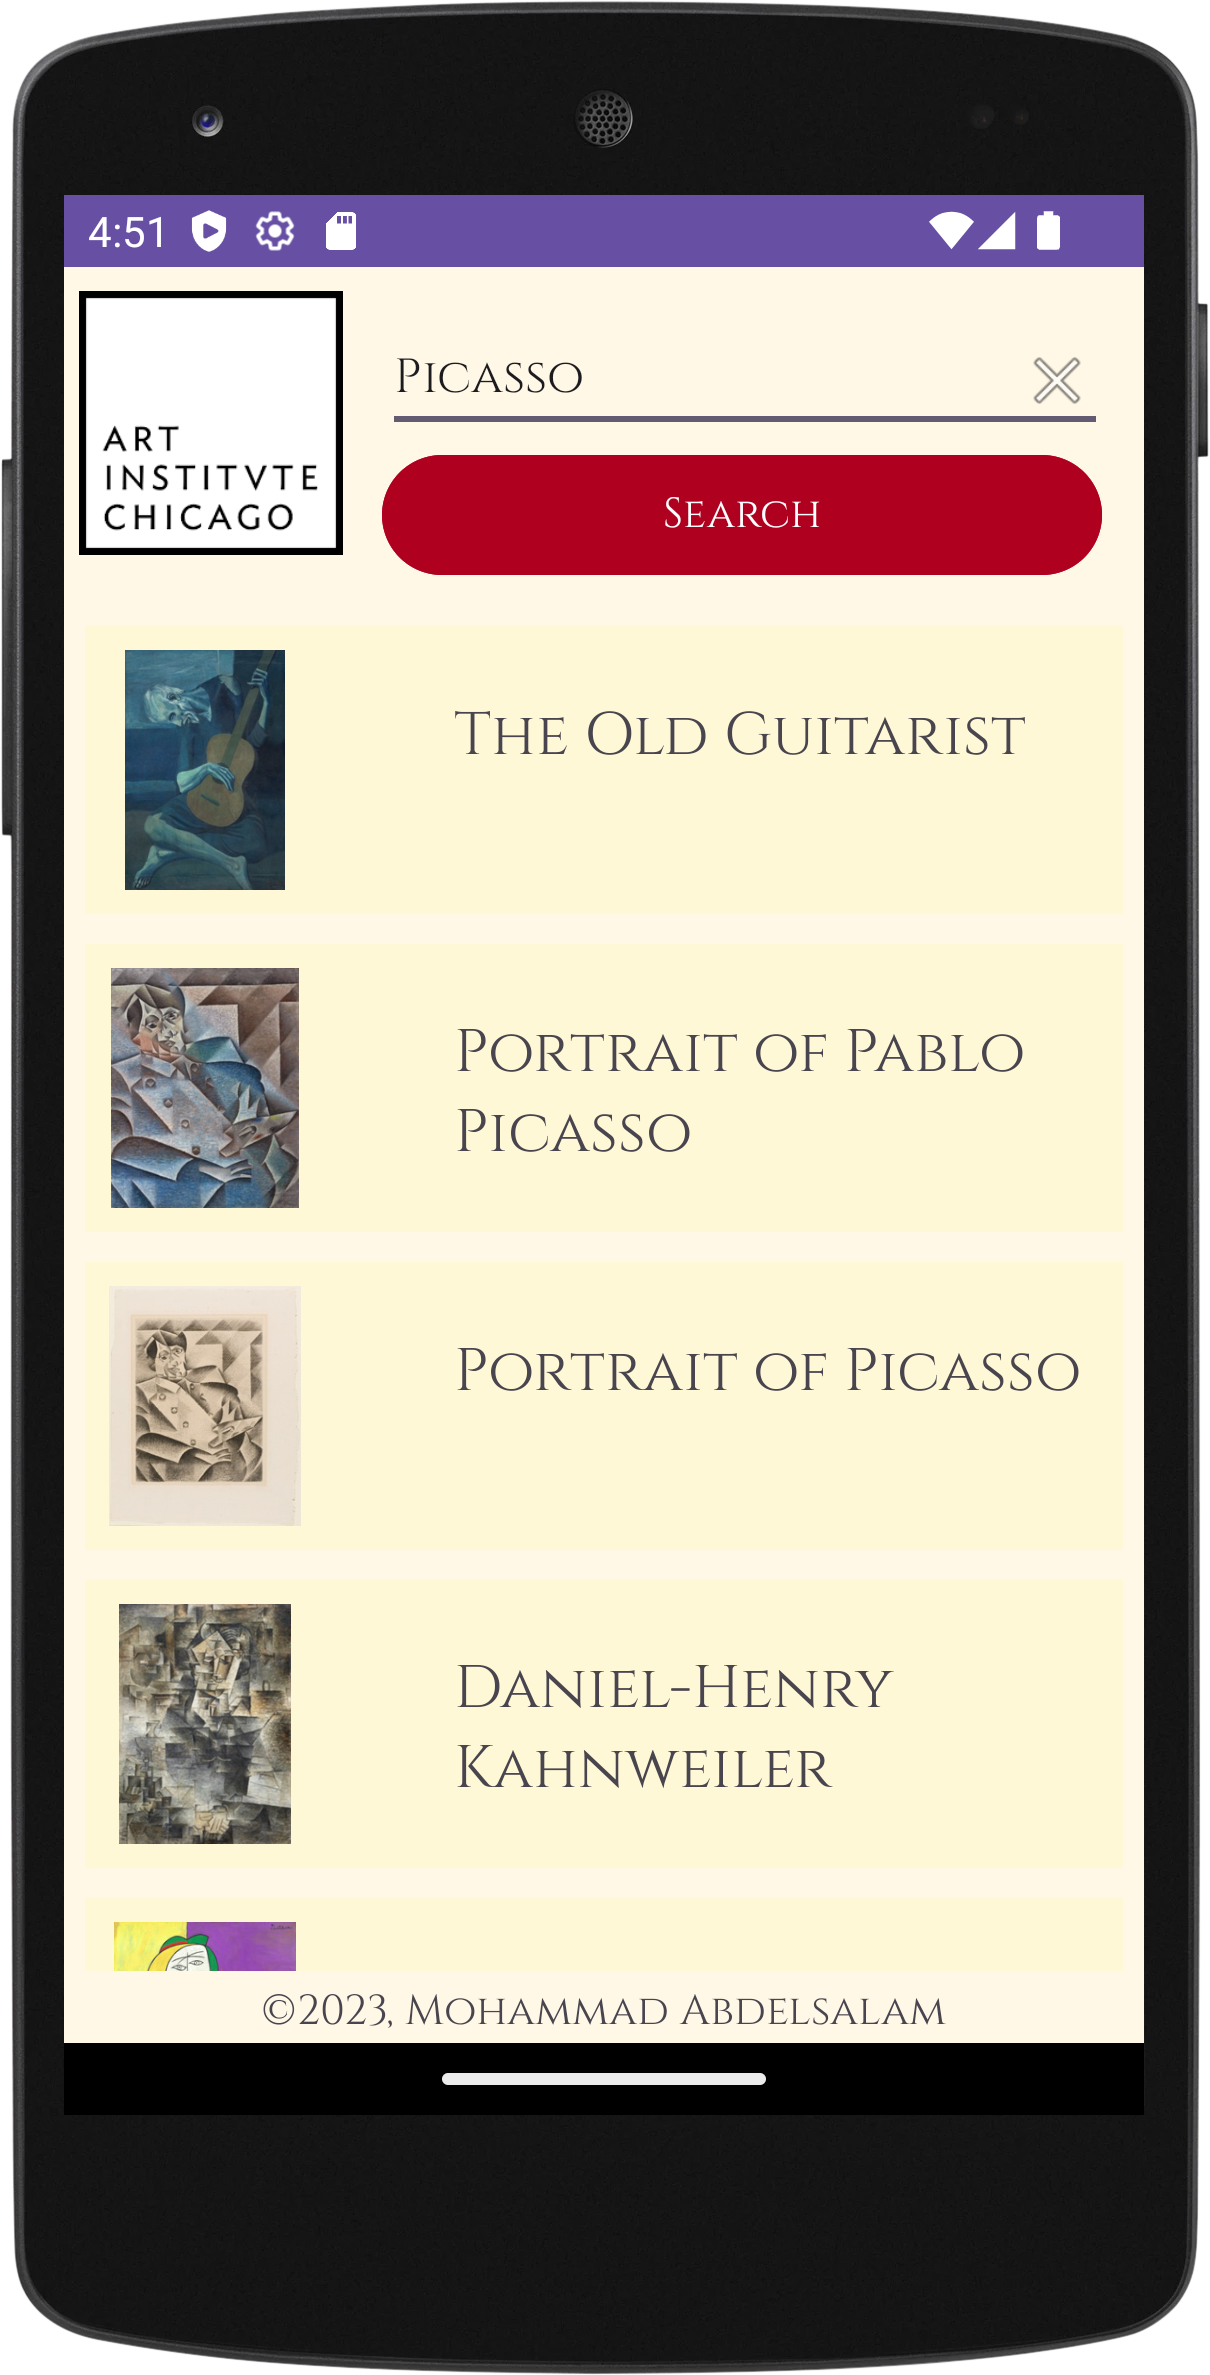 4:51
ART
INSTITVTE
CHICAGO
Picasso
Search
The Old Guitarist
Portrait of Pablo
Picasso
Portrait of Picasso
Daniel-Henry
Kahnweiler
©2023, Mohammad Abdelsalam